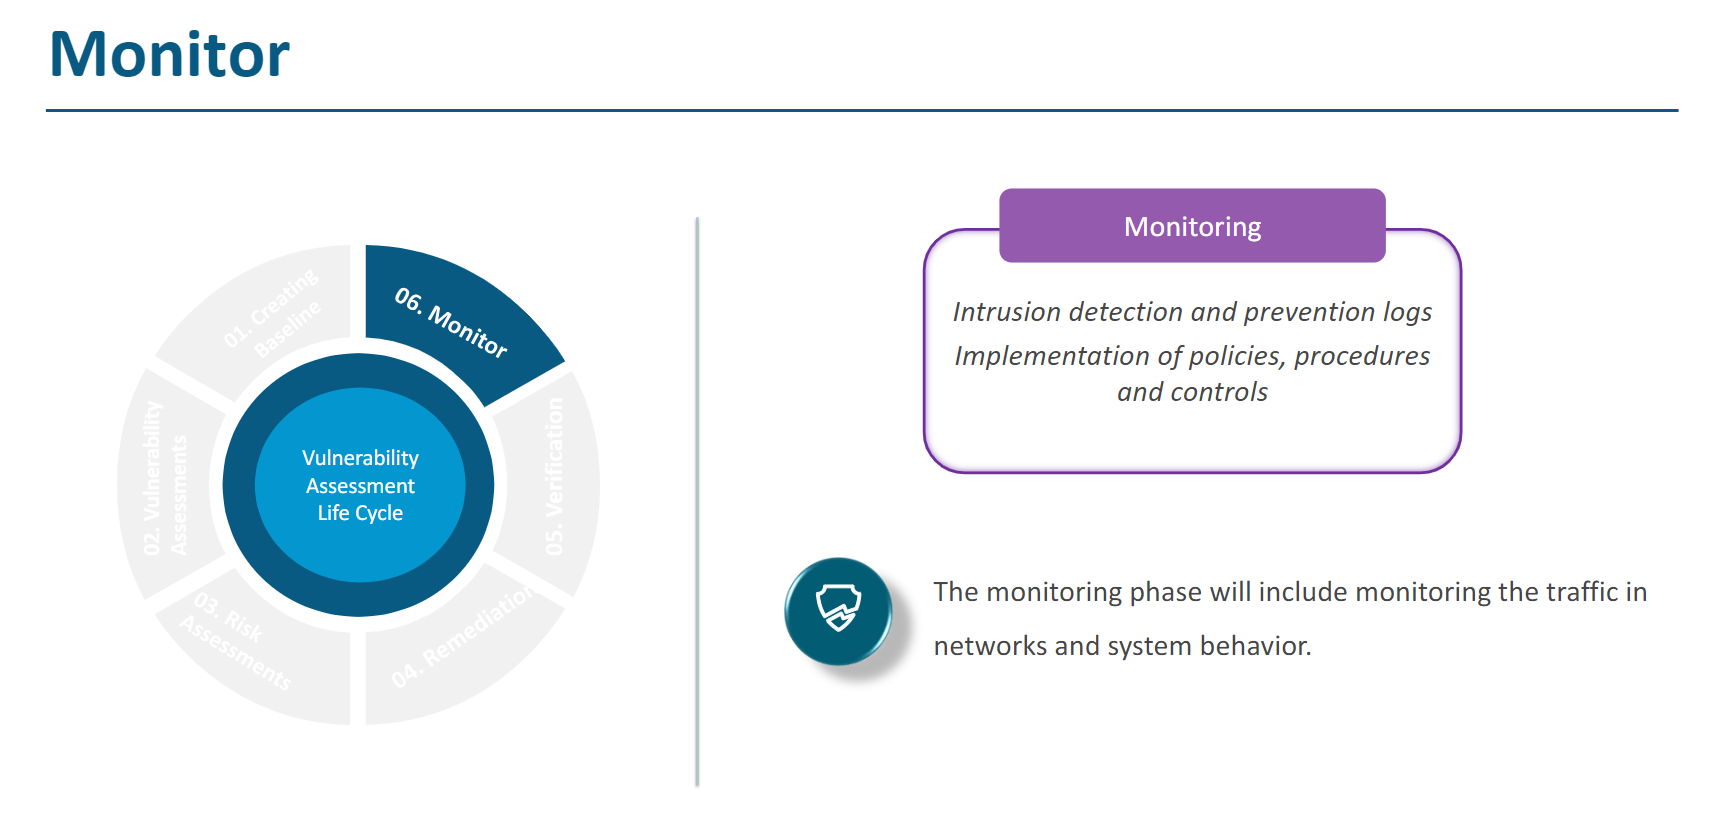 Monitor
01. Creating
Baseline
06. Monitor
02. Vulnerability
Assessments
05. Verification
03. Risk
Assessments
04. Remediation
Vulnerability
Assessment
Life Cycle
Monitoring
Intrusion detection and prevention logs
Implementation of policies, procedures
and controls
The monitoring phase will include monitoring the traffic in
networks and system behavior.